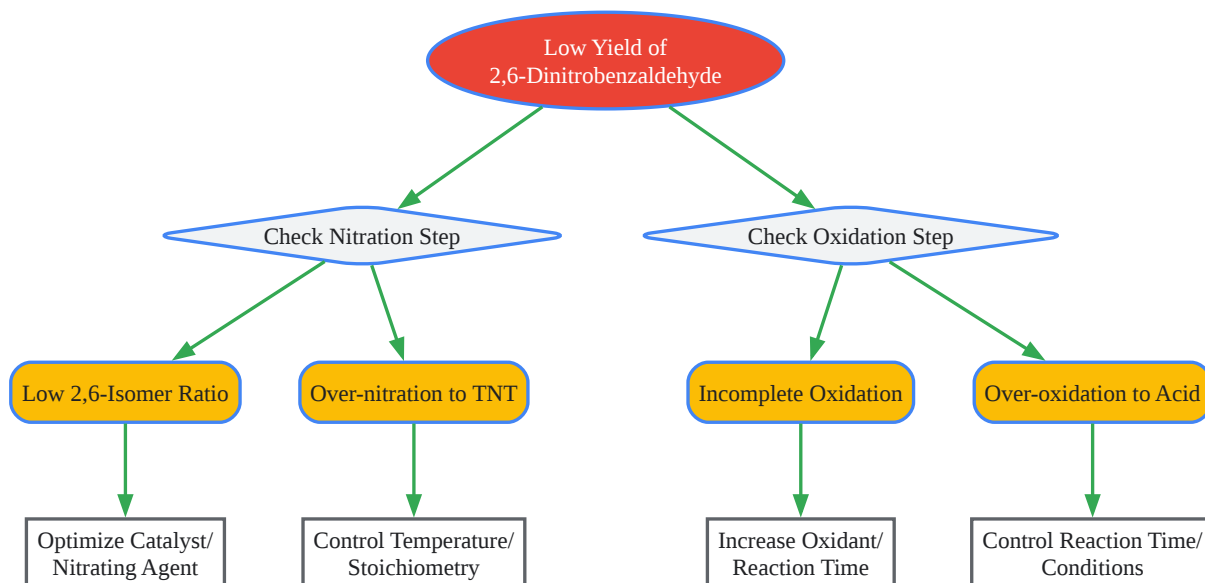 Low Yield of
2,6-Dinitrobenzaldehyde
Check Nitration Step
Check Oxidation Step
Low 2,6-Isomer Ratio
Over-nitration to TNT
Incomplete Oxidation
Over-oxidation to Acid
Optimize Catalyst/
Nitrating Agent
Control Temperature/
Stoichiometry
Increase Oxidant/
Reaction Time
Control Reaction Time/
Conditions